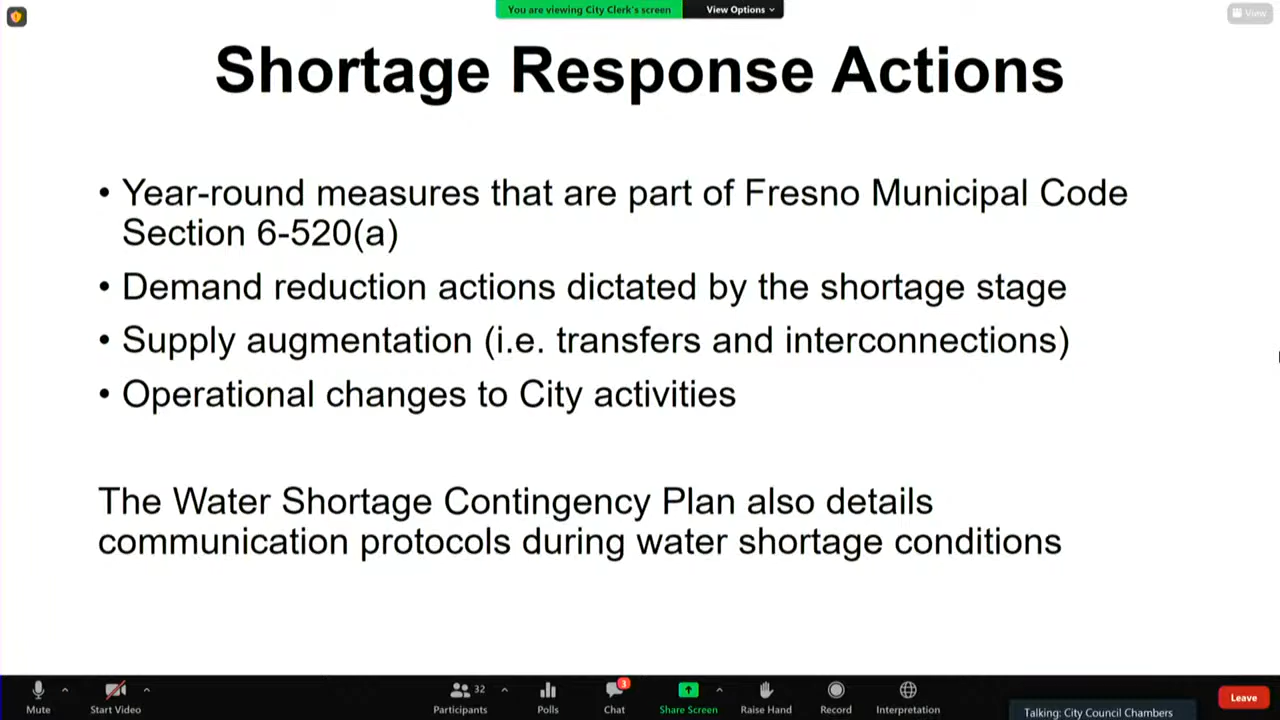 You are viewing City Clerk's screen
View Options
View
Shortage Response Actions
• Year-round measures that are part of Fresno Municipal Code
Section 6-520(a)
• Demand reduction actions dictated by the shortage stage
• Supply augmentation (i.e. transfers and interconnections)
• Operational changes to City activities
The Water Shortage Contingency Plan also details
communication protocols during water shortage conditions
32
3
Mute
Start Video
Participants
Polls
Chat
Share Screen
Raise Hand
Record
Interpretation
Talking: City Council Chambers
Leave